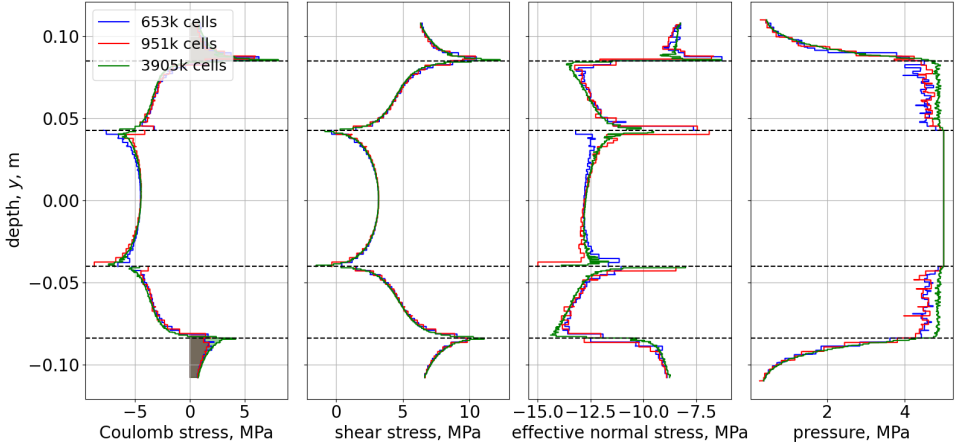 653k cells
951k cells
3905k cells
depth, y, m
0.10
0.05
0.00
−0.05
−0.10
−5 0 5
Coulomb stress, MPa
0 5 10
shear stress, MPa
−15.0 −12.5 −10.0 −7.5
effective normal stress, MPa
2 4
pressure, MPa